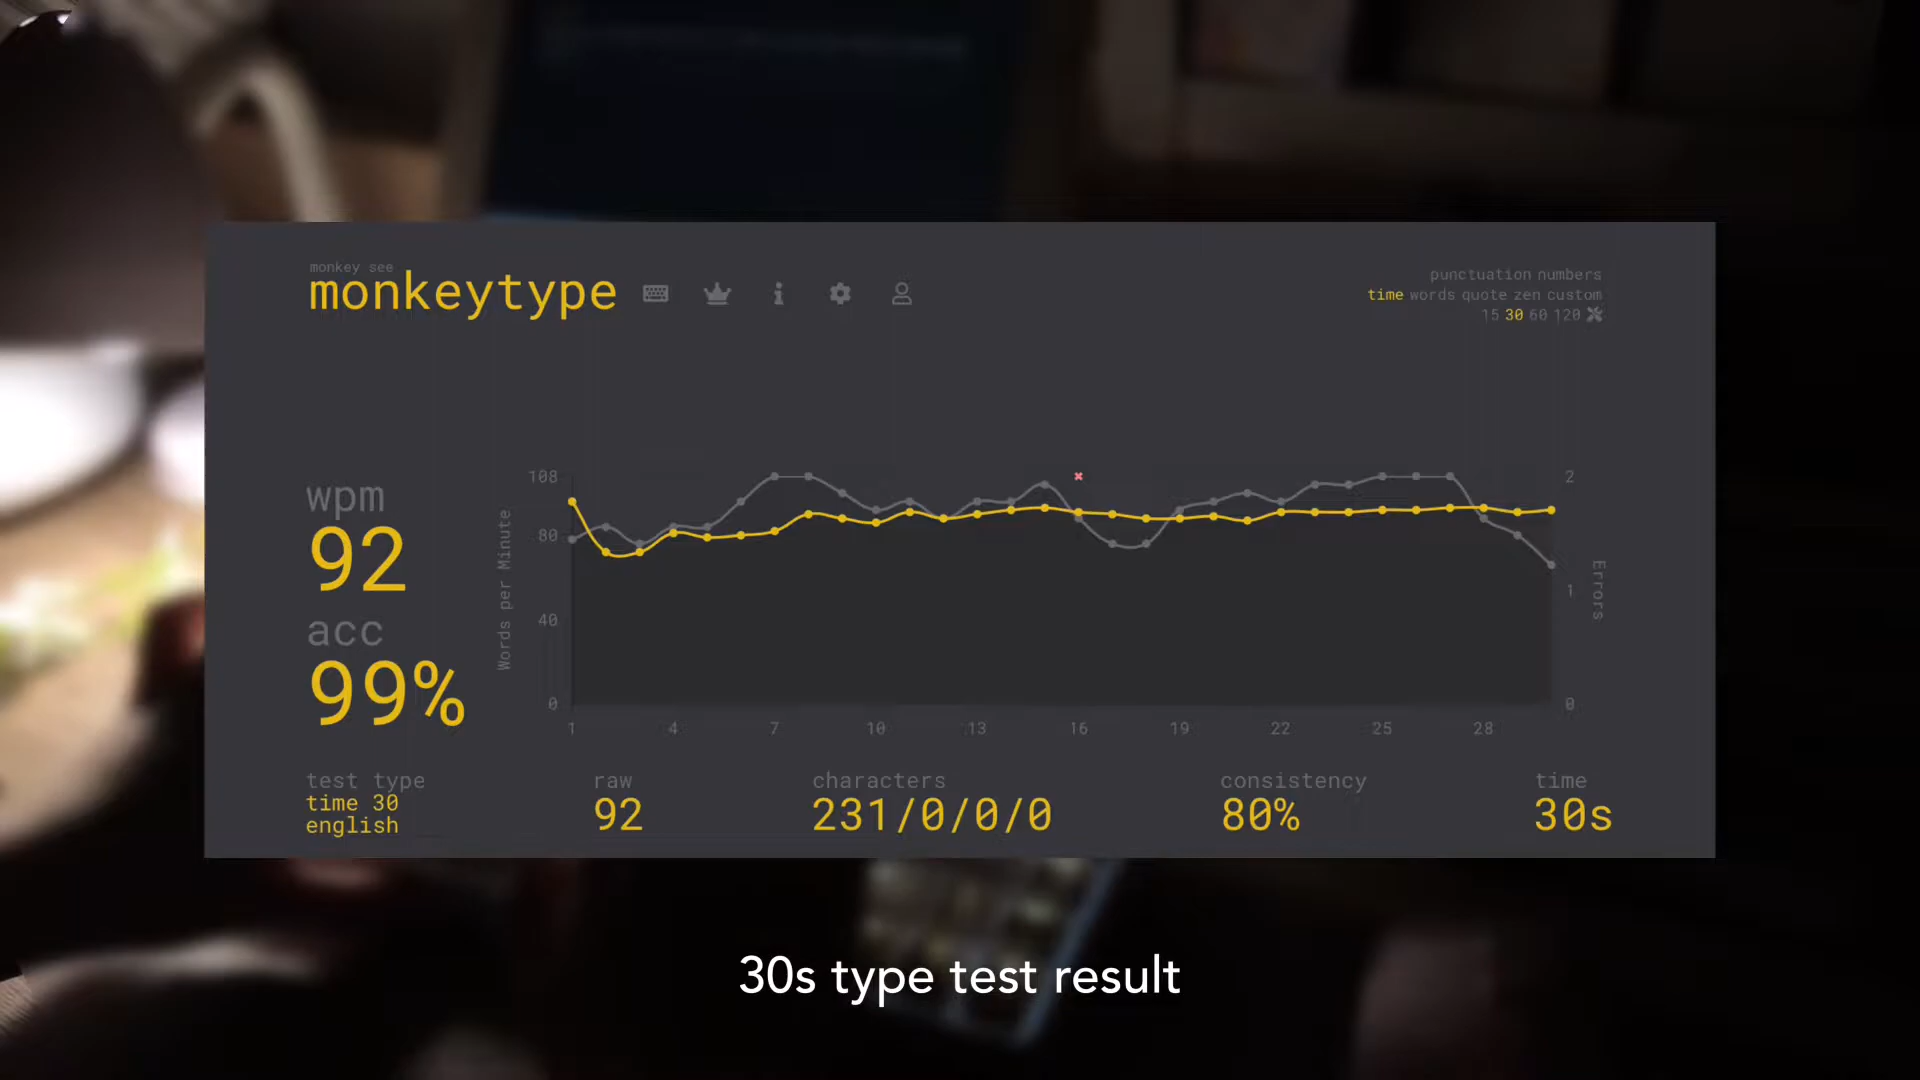 monkey see
monkeytype
punctuation numbers
time words quote zen custom
15 30 60 120
wpm
92
acc
99%
Words per Minute
108
80
40
0
2
1
0
Errors
1 4 7 10 13 16 19 22 25 28
test type
time 30
english
raw
92
characters
231/0/0/0
consistency
80%
time
30s
30s type test result